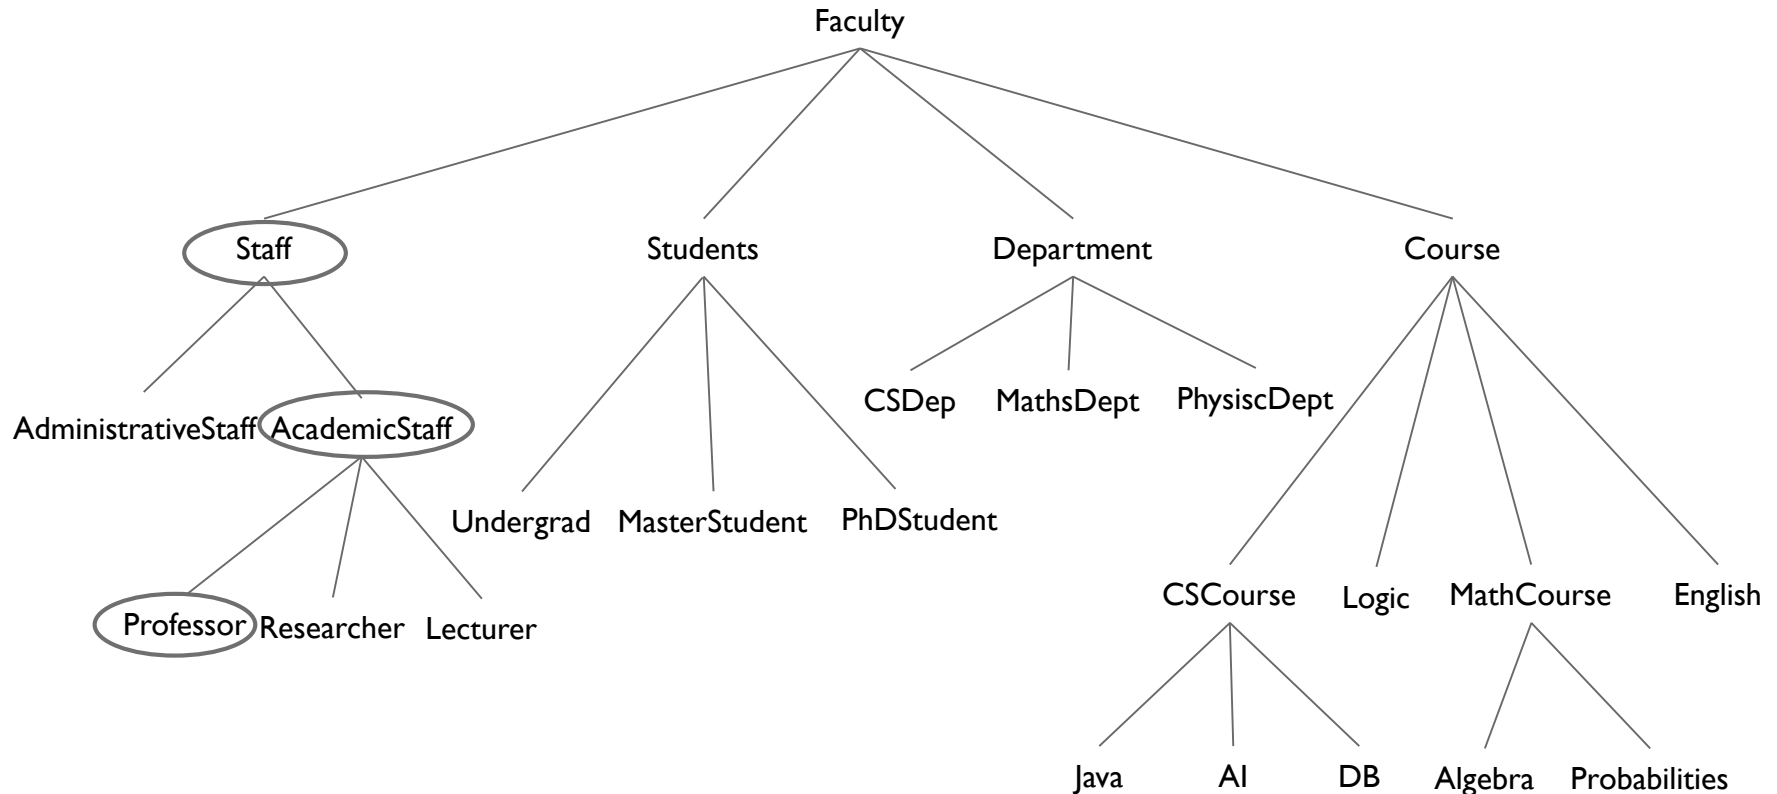 Faculty
Staff Students Department Course
AdministrativeStaff AcademicStaff CSDep MathsDept PhysiscDept
Undergrad MasterStudent PhDStudent
Professor Researcher Lecturer CSCourse Logic MathCourse English
Java AI DB Algebra Probabilities